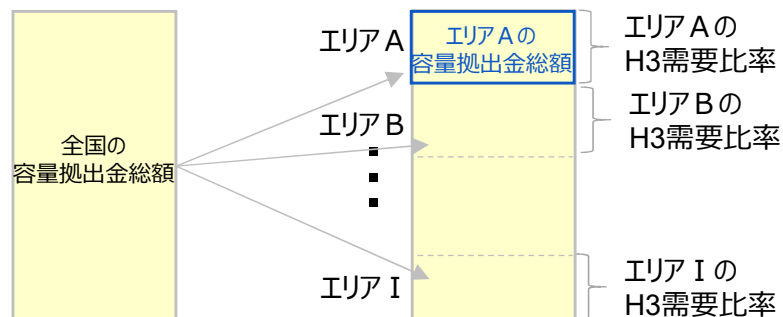 全国の
容量拠出金総額
エリアA
エリアAの
容量拠出金総額
エリアAの
H3需要比率
エリアB
エリアBの
H3需要比率
エリアI
エリアIの
H3需要比率